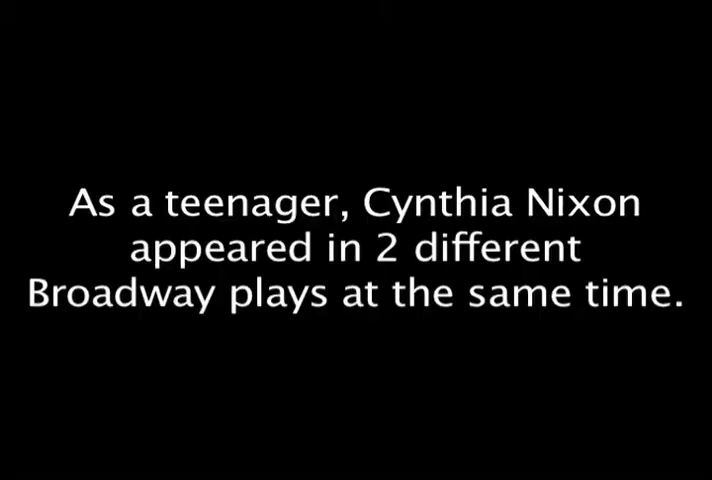 As a teenager, Cynthia Nixon
appeared in 2 different
Broadway plays at the same time.